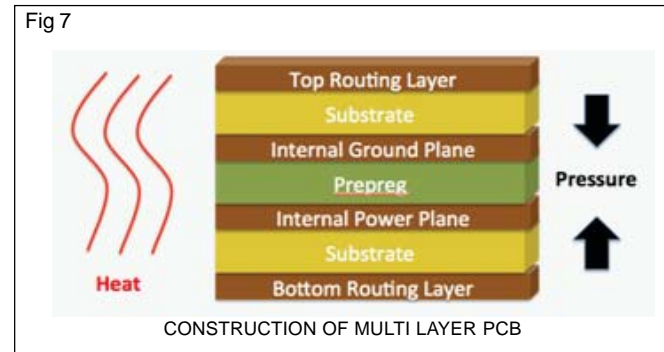 Fig 7
Top Routing Layer
Substrate
Internal Ground Plane
Prepreg
Pressure
Internal Power Plane
Substrate
Heat
Bottom Routing Layer
CONSTRUCTION OF MULTI LAYER PCB